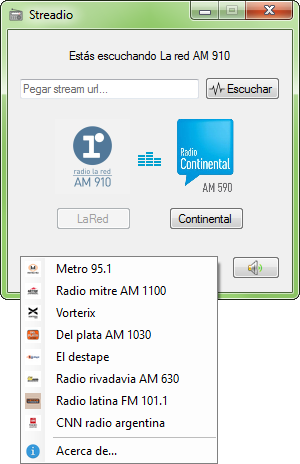 Streadio
Estás escuchando La red AM 910
Pegar stream url...
Escuchar
radio la red
AM 910
Radio
Continental
AM 590
LaRed
Continental
Metro 95.1
Radio mitre AM 1100
Vorterix
Del plata AM 1030
El destape
Radio rivadavia AM 630
Radio latina FM 101.1
CNN radio argentina
Acerca de...